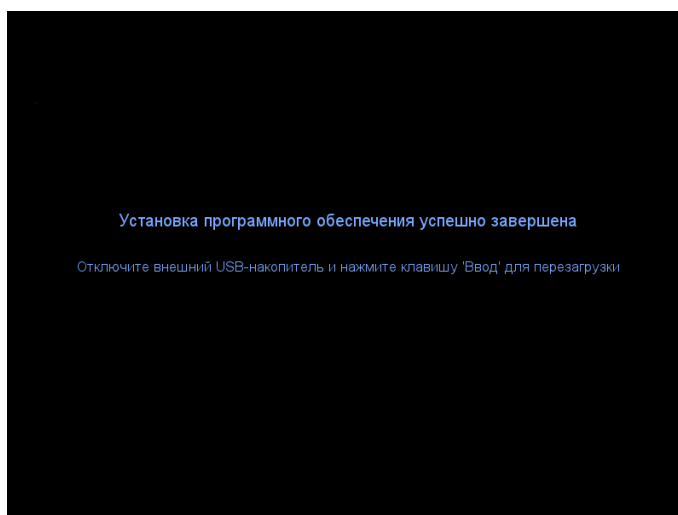 Установка программного обеспечения успешно завершена
Отключите внешний USB-накопитель и нажмите клавишу 'Ввод' для перезагрузки